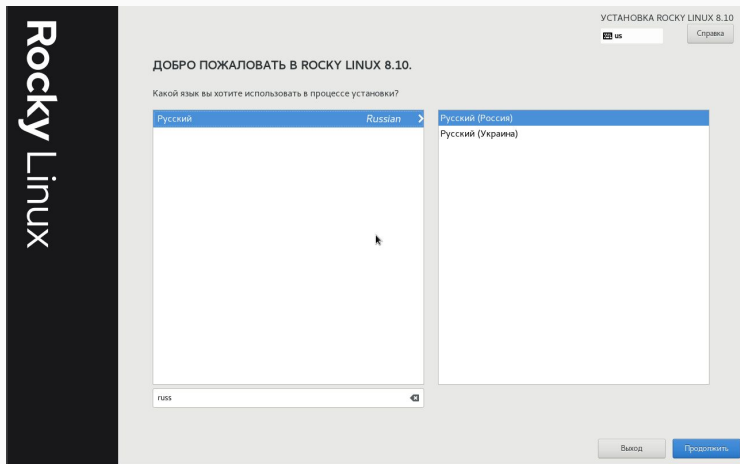 Rocky Linux
УСТАНОВКА ROCKY LINUX 8.10
us
Справка
ДОБРО ПОЖАЛОВАТЬ В ROCKY LINUX 8.10.
Какой язык вы хотите использовать в процессе установки?
Русский Russian
Русский (Россия)
Русский (Украина)
russ
Выход
Продолжить